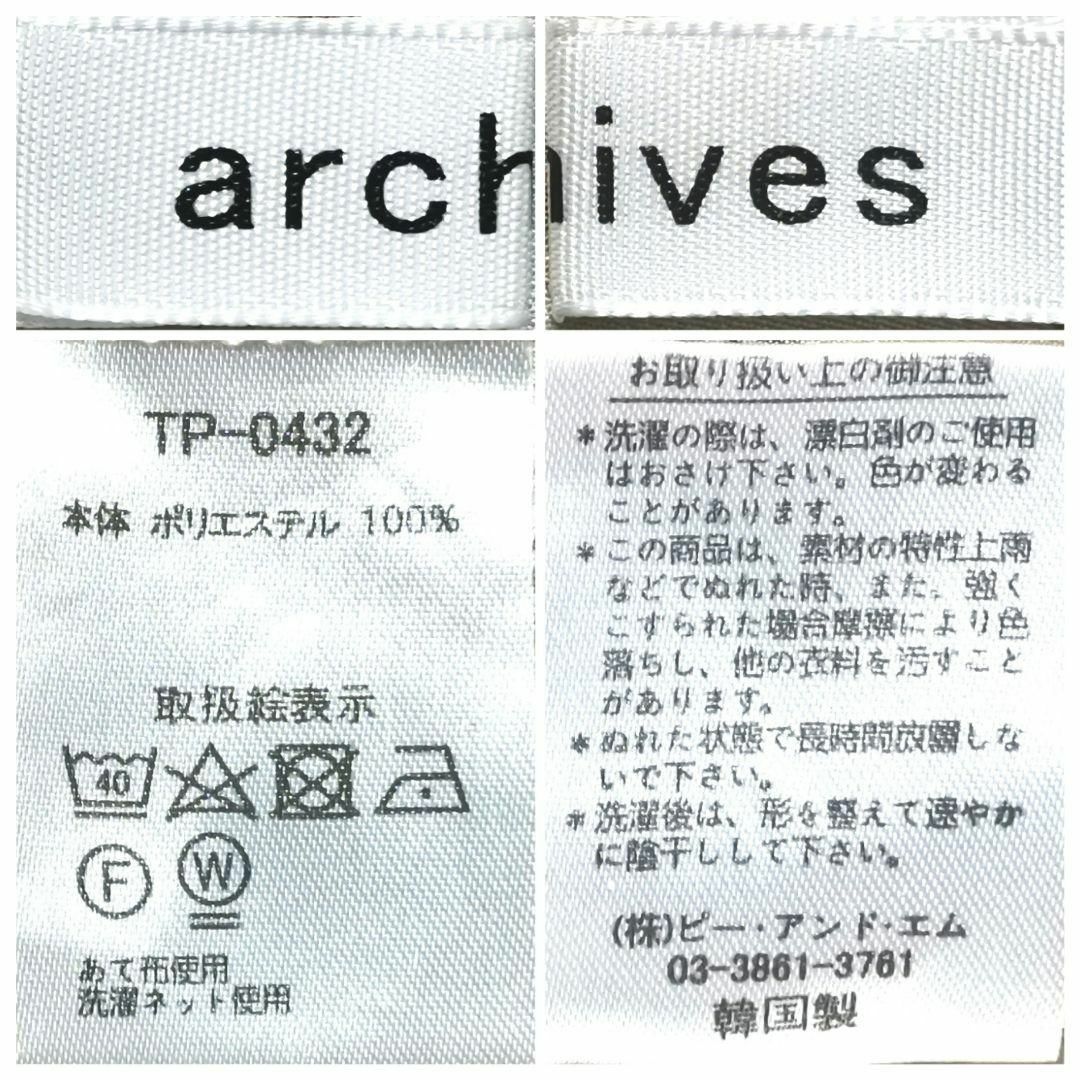 archives
TP-0432
本体 ポリエステル 100%
取扱絵表示
40
F W
あて布使用
洗濯ネット使用
お取り扱い上の御注意
*洗濯の際は、漂白剤のご使用
はおさけ下さい。色が変わる
ことがあります。
*この商品は、素材の特性上雨
などでぬれた時、また、強く
こすられた場合摩擦により色
落ちし、他の衣料を汚すこと
があります。
*ぬれた状態で長時間放置しな
いで下さい。
*洗濯後は、形を整えて速やか
に陰干しして下さい。
(株)ピー・アンド・エム
03-3861-3761
韓国製